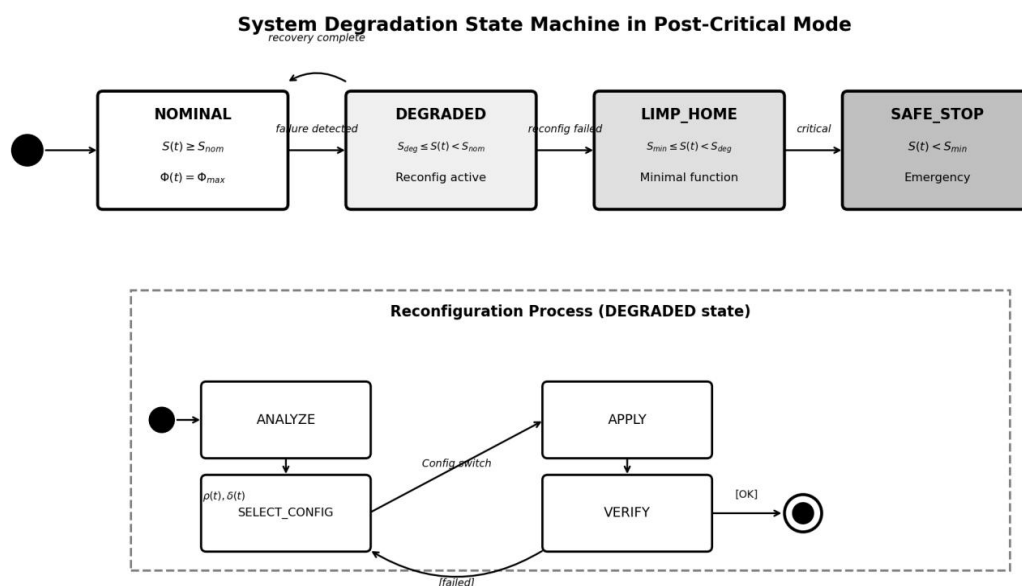 System Degradation State Machine in Post-Critical Mode
recovery complete
NOMINAL
S(t) ≥ S_nom
Φ(t) = Φ_max
failure detected
DEGRADED
S_deg ≤ S(t) < S_nom
Reconfig active
reconfig failed
LIMP_HOME
S_min ≤ S(t) < S_deg
Minimal function
critical
SAFE_STOP
S(t) < S_min
Emergency
Reconfiguration Process (DEGRADED state)
ANALYZE
APPLY
Config switch
ρ(t), δ(t)
SELECT_CONFIG
VERIFY
[OK]
[failed]